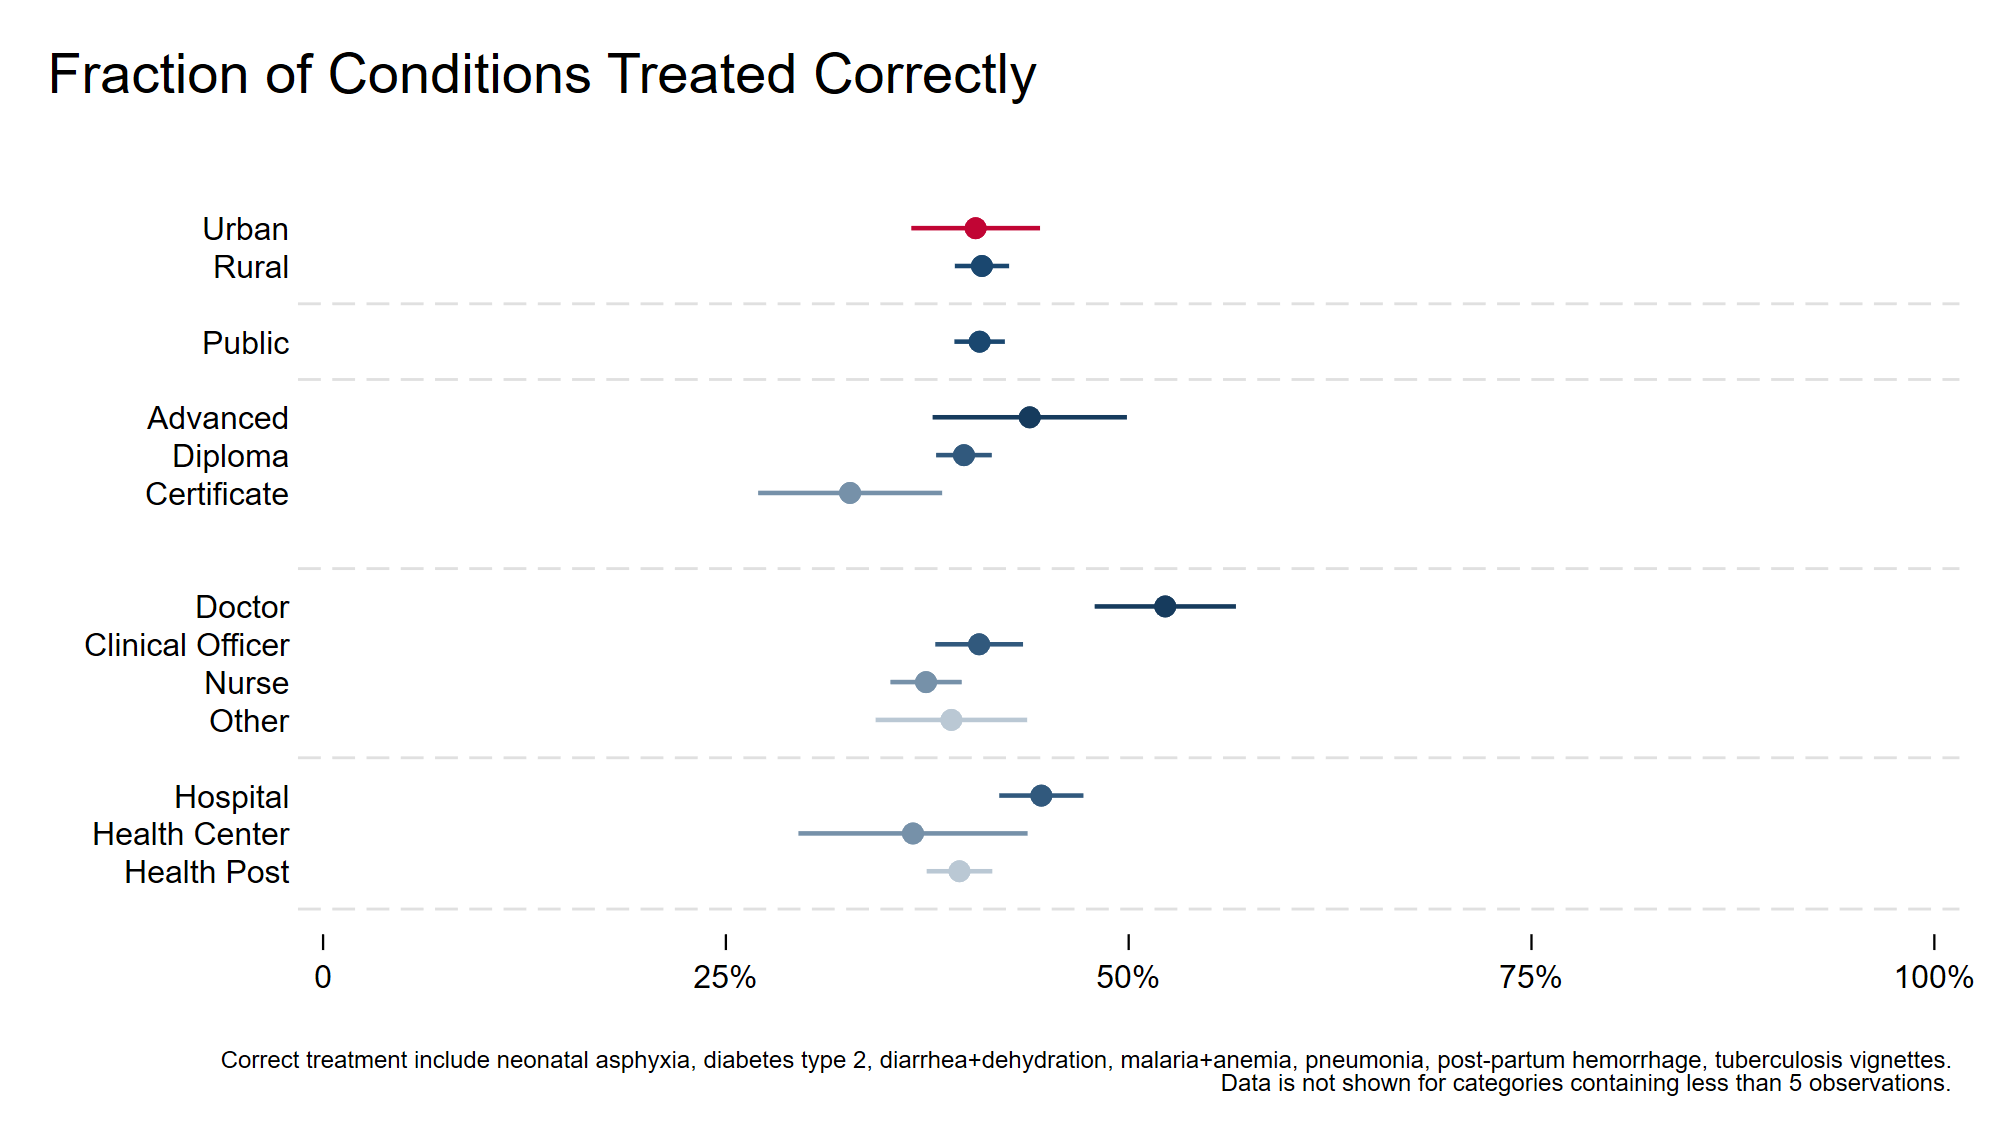 Fraction of Conditions Treated Correctly
Urban
Rural
Public
Advanced
Diploma
Certificate
Doctor
Clinical Officer
Nurse
Other
Hospital
Health Center
Health Post
0 25% 50% 75% 100%
Correct treatment include neonatal asphyxia, diabetes type 2, diarrhea+dehydration, malaria+anemia, pneumonia, post-partum hemorrhage, tuberculosis vignettes.
Data is not shown for categories containing less than 5 observations.